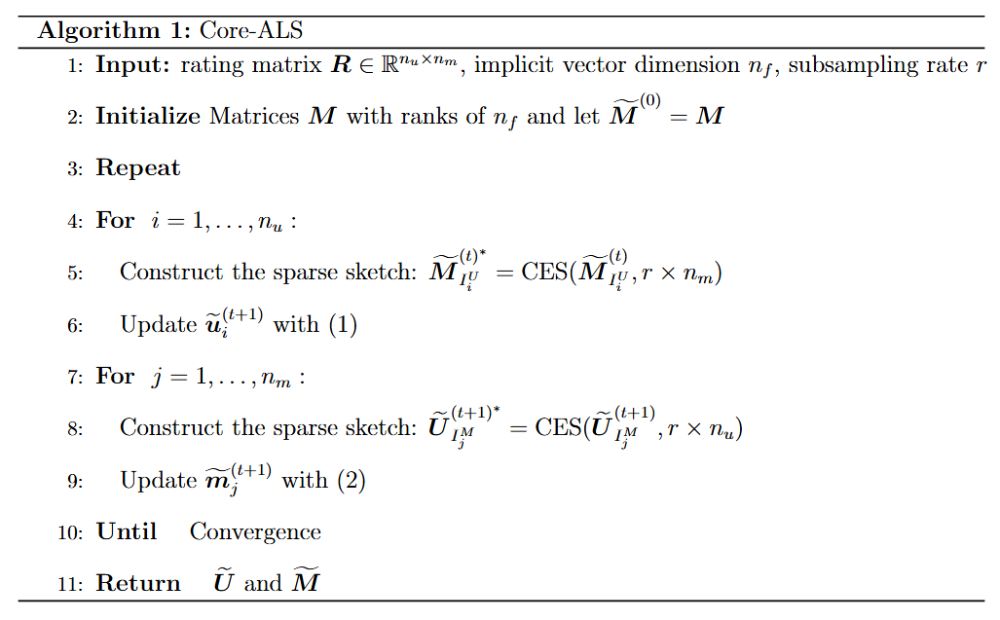 Algorithm 1: Core-ALS
1: Input: rating matrix $\boldsymbol{R} \in \mathbb{R}^{n_u \times n_m}$, implicit vector dimension $n_f$, subsampling rate $r$
2: Initialize Matrices $\boldsymbol{M}$ with ranks of $n_f$ and let $\widetilde{\boldsymbol{M}}^{(0)} = \boldsymbol{M}$
3: Repeat
4: For $i = 1, \ldots, n_u$ :
5: Construct the sparse sketch: $\widetilde{\boldsymbol{M}}_{I_i^U}^{(t)*} = \mathrm{CES}(\widetilde{\boldsymbol{M}}_{I_i^U}^{(t)}, r \times n_m)$
6: Update $\widetilde{\boldsymbol{u}}_i^{(t+1)}$ with (1)
7: For $j = 1, \ldots, n_m$ :
8: Construct the sparse sketch: $\widetilde{\boldsymbol{U}}_{I_j^M}^{(t+1)*} = \mathrm{CES}(\widetilde{\boldsymbol{U}}_{I_j^M}^{(t+1)}, r \times n_u)$
9: Update $\widetilde{\boldsymbol{m}}_j^{(t+1)}$ with (2)
10: Until Convergence
11: Return $\widetilde{\boldsymbol{U}}$ and $\widetilde{\boldsymbol{M}}$